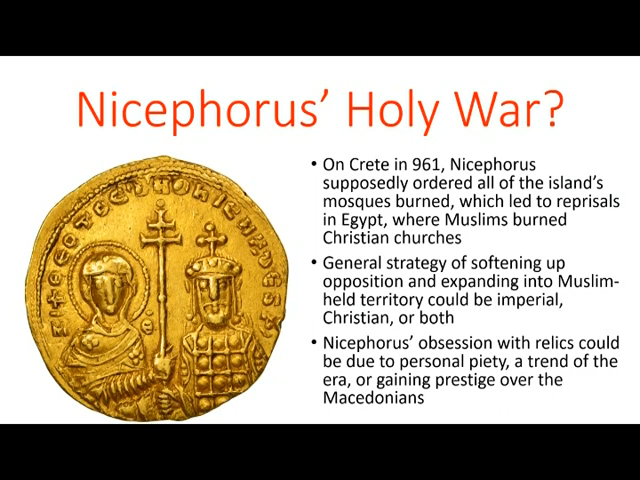 Nicephorus’ Holy War?
• On Crete in 961, Nicephorus
supposedly ordered all of the island’s
mosques burned, which led to reprisals
in Egypt, where Muslims burned
Christian churches
• General strategy of softening up
opposition and expanding into Muslim-
held territory could be imperial,
Christian, or both
• Nicephorus’ obsession with relics could
be due to personal piety, a trend of the
era, or gaining prestige over the
Macedonians